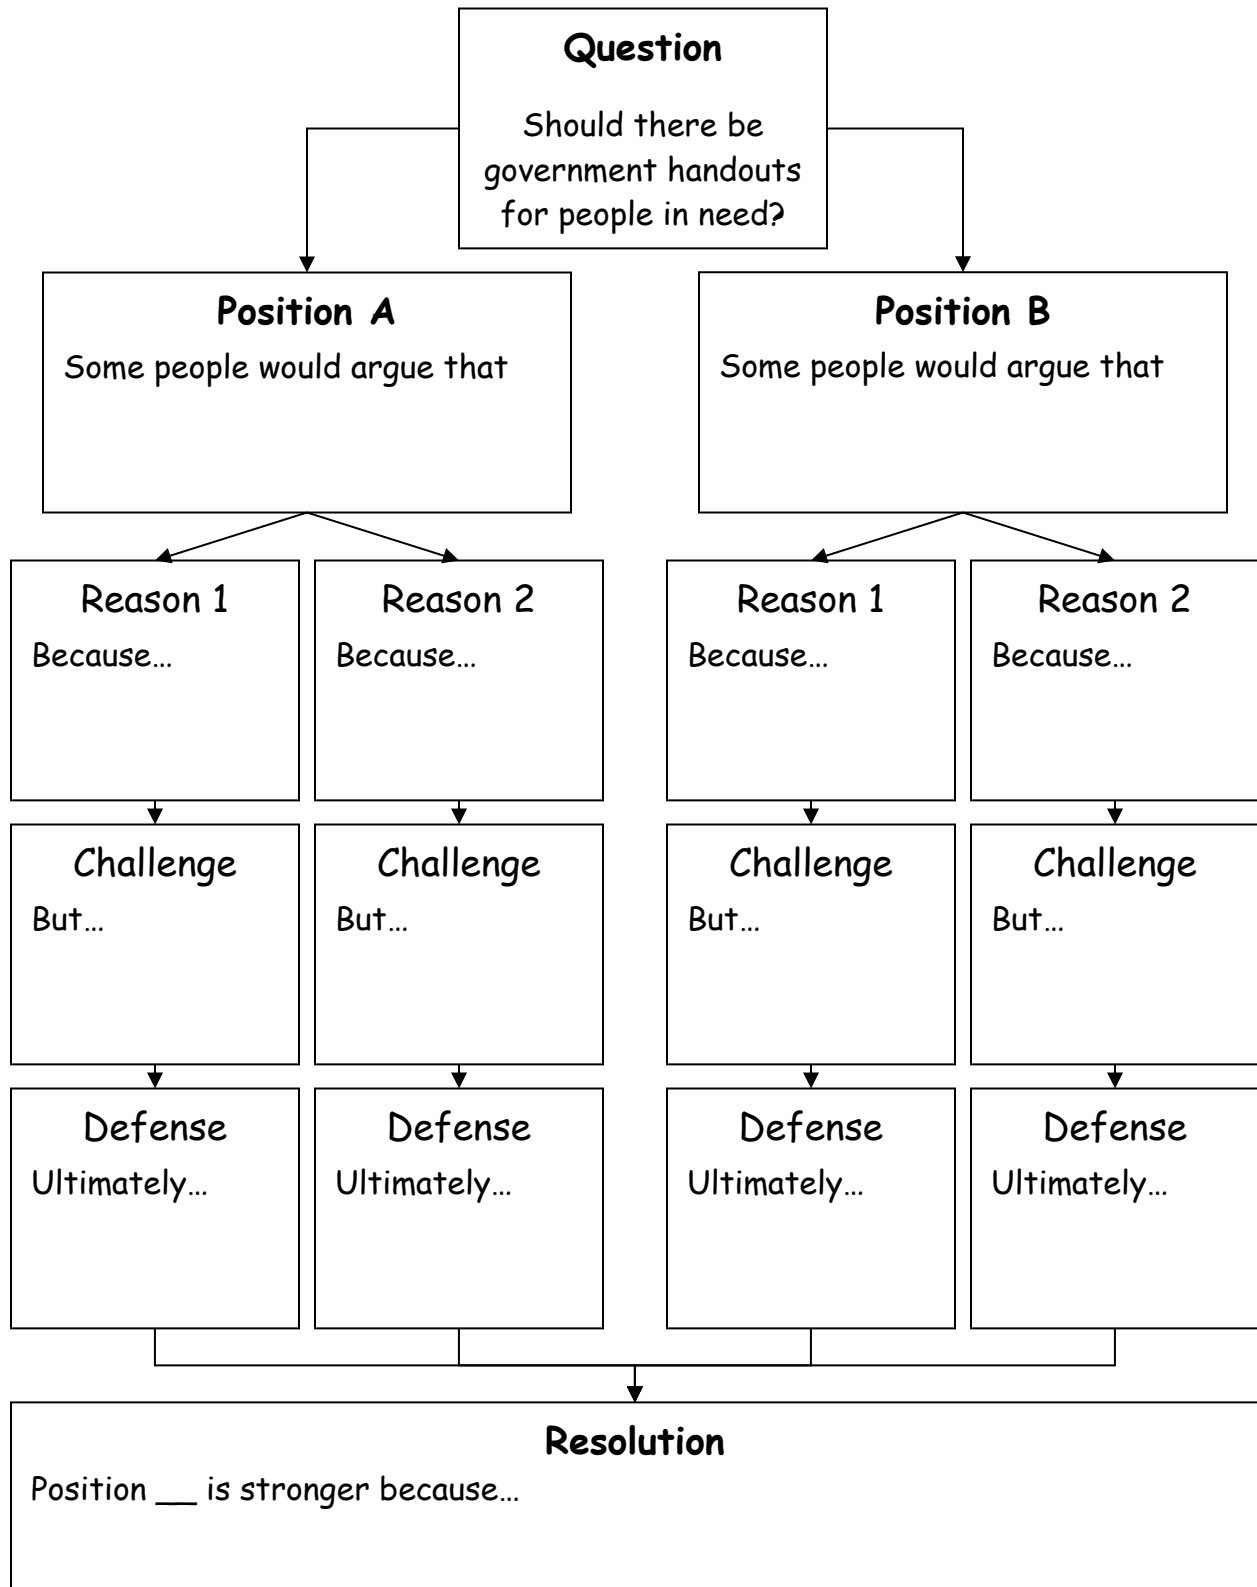 Question
Should there be
government handouts
for people in need?
Position A
Some people would argue that
Position B
Some people would argue that
Reason 1
Because…
Reason 2
Because…
Reason 1
Because…
Reason 2
Because…
Challenge
But…
Challenge
But…
Challenge
But…
Challenge
But…
Defense
Ultimately…
Defense
Ultimately…
Defense
Ultimately…
Defense
Ultimately…
Resolution
Position __ is stronger because…